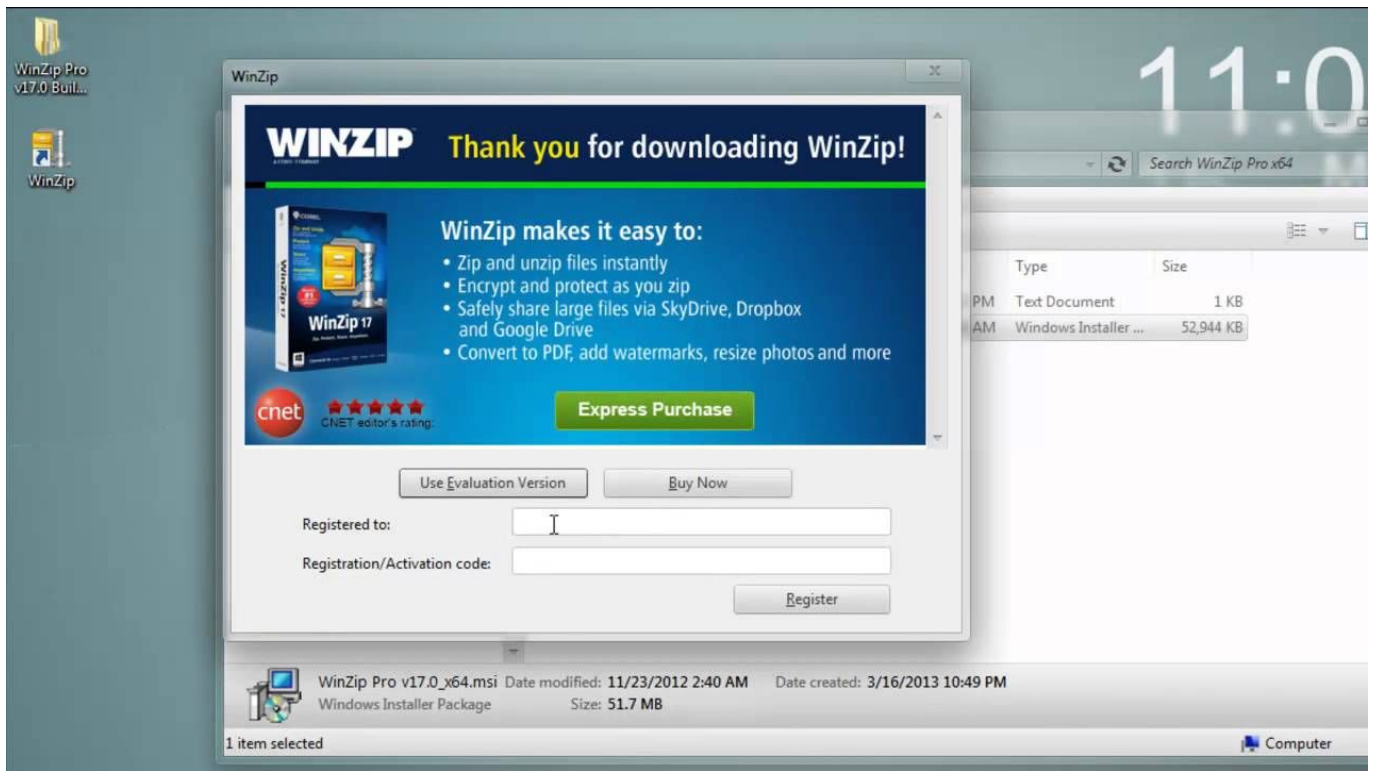 WinZip Pro
v17.0 Buil...
WinZip
11:0
WinZip
WINZIP
Thank you for downloading WinZip!
COREL
WinZip 17
WinZip 17
WinZip makes it easy to:
• Zip and unzip files instantly
• Encrypt and protect as you zip
• Safely share large files via SkyDrive, Dropbox
and Google Drive
• Convert to PDF, add watermarks, resize photos and more
cnet
CNET editor's rating:
Express Purchase
Use Evaluation Version
Buy Now
Registered to:
Registration/Activation code:
Register
Search WinZip Pro x64
Type Size
PM Text Document 1 KB
AM Windows Installer ... 52,944 KB
WinZip Pro v17.0_x64.msi Date modified: 11/23/2012 2:40 AM Date created: 3/16/2013 10:49 PM
Windows Installer Package Size: 51.7 MB
1 item selected
Computer